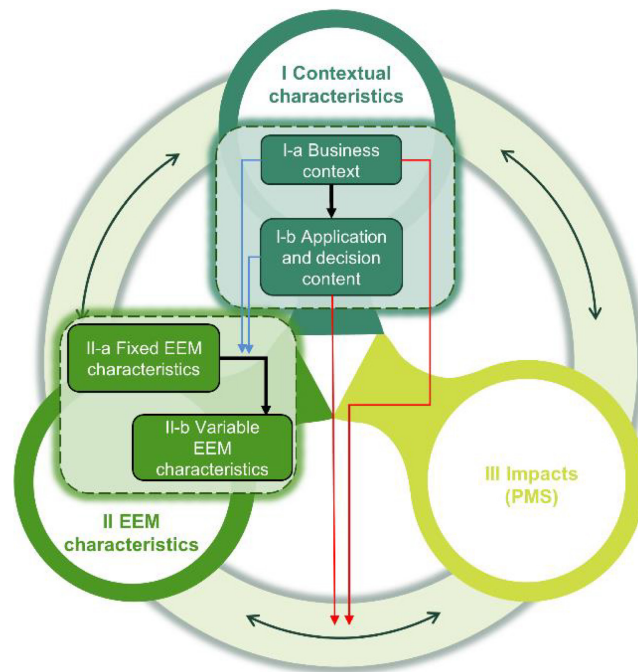 I Contextual
characteristics
I-a Business
context
I-b Application
and decision
content
II-a Fixed EEM
characteristics
II-b Variable
EEM
characteristics
II EEM
characteristics
III Impacts
(PMS)